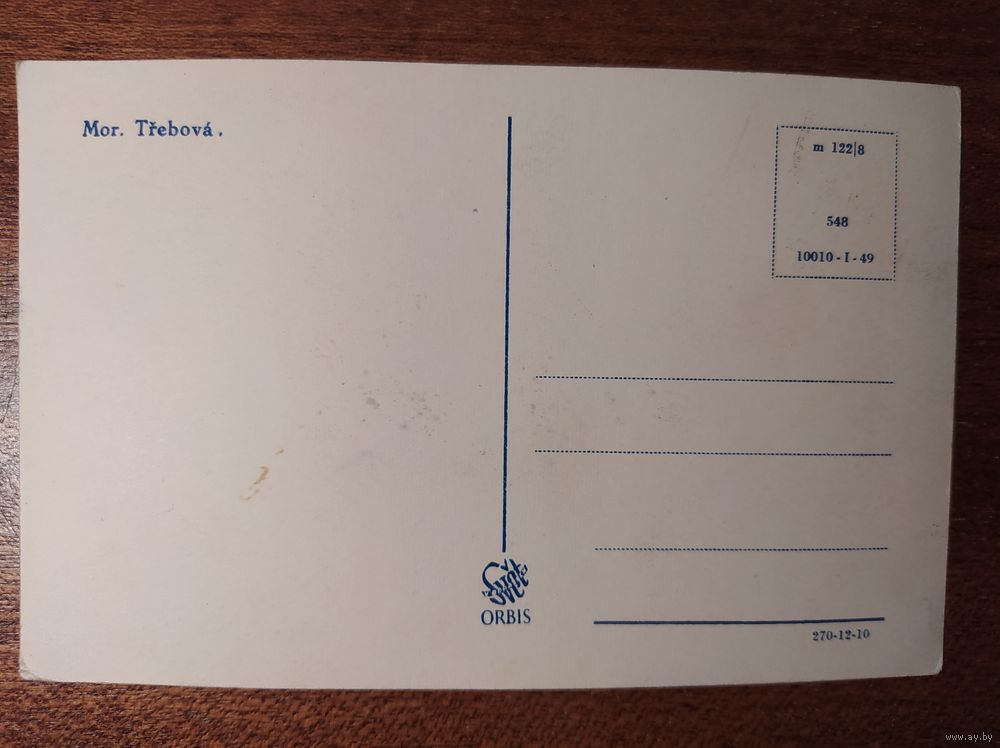 Mor. Třebová.
m 122|8
548
10010-I-49
Svět
ORBIS
270-12-10
www.ay.by